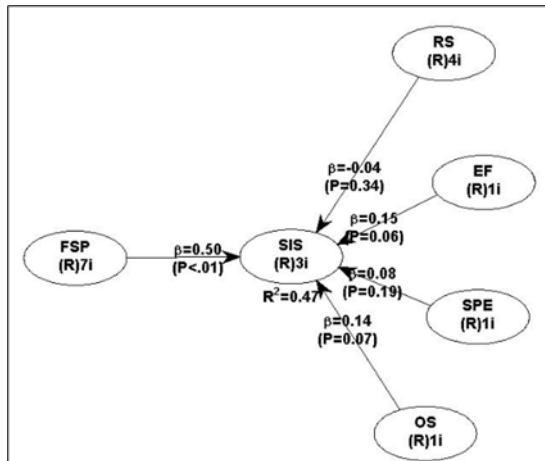 RS
(R)4i
β=-0.04
(P=0.34)
EF
(R)1i
β=0.15
(P=0.06)
FSP
(R)7i
β=0.50
(P<.01)
SIS
(R)3i
R²=0.47
β=0.08
(P=0.19)
SPE
(R)1i
β=0.14
(P=0.07)
OS
(R)1i